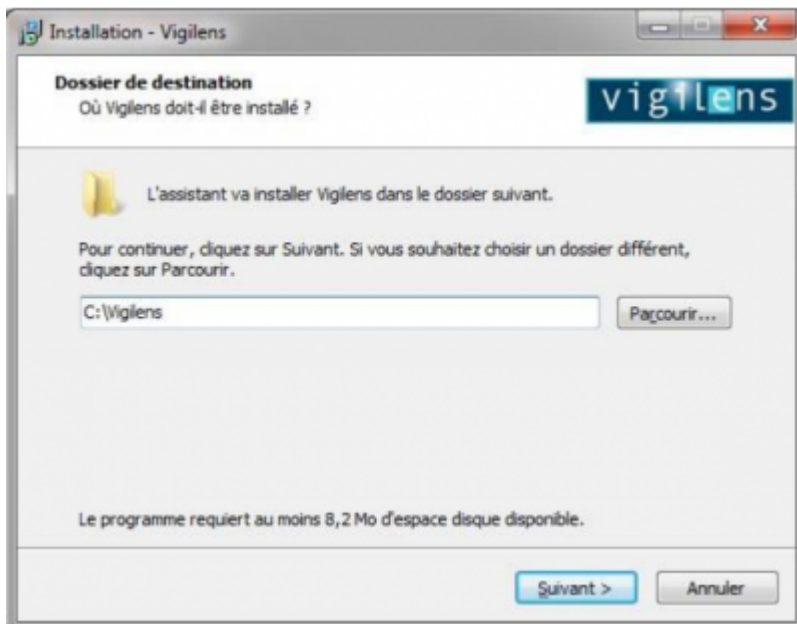 Installation - Vigilens
Dossier de destination
Où Vigilens doit-il être installé ?
vigilens
L'assistant va installer Vigilens dans le dossier suivant.
Pour continuer, cliquez sur Suivant. Si vous souhaitez choisir un dossier différent,
cliquez sur Parcourir.
C:\Vigilens
Parcourir...
Le programme requiert au moins 8,2 Mo d'espace disque disponible.
Suivant >
Annuler